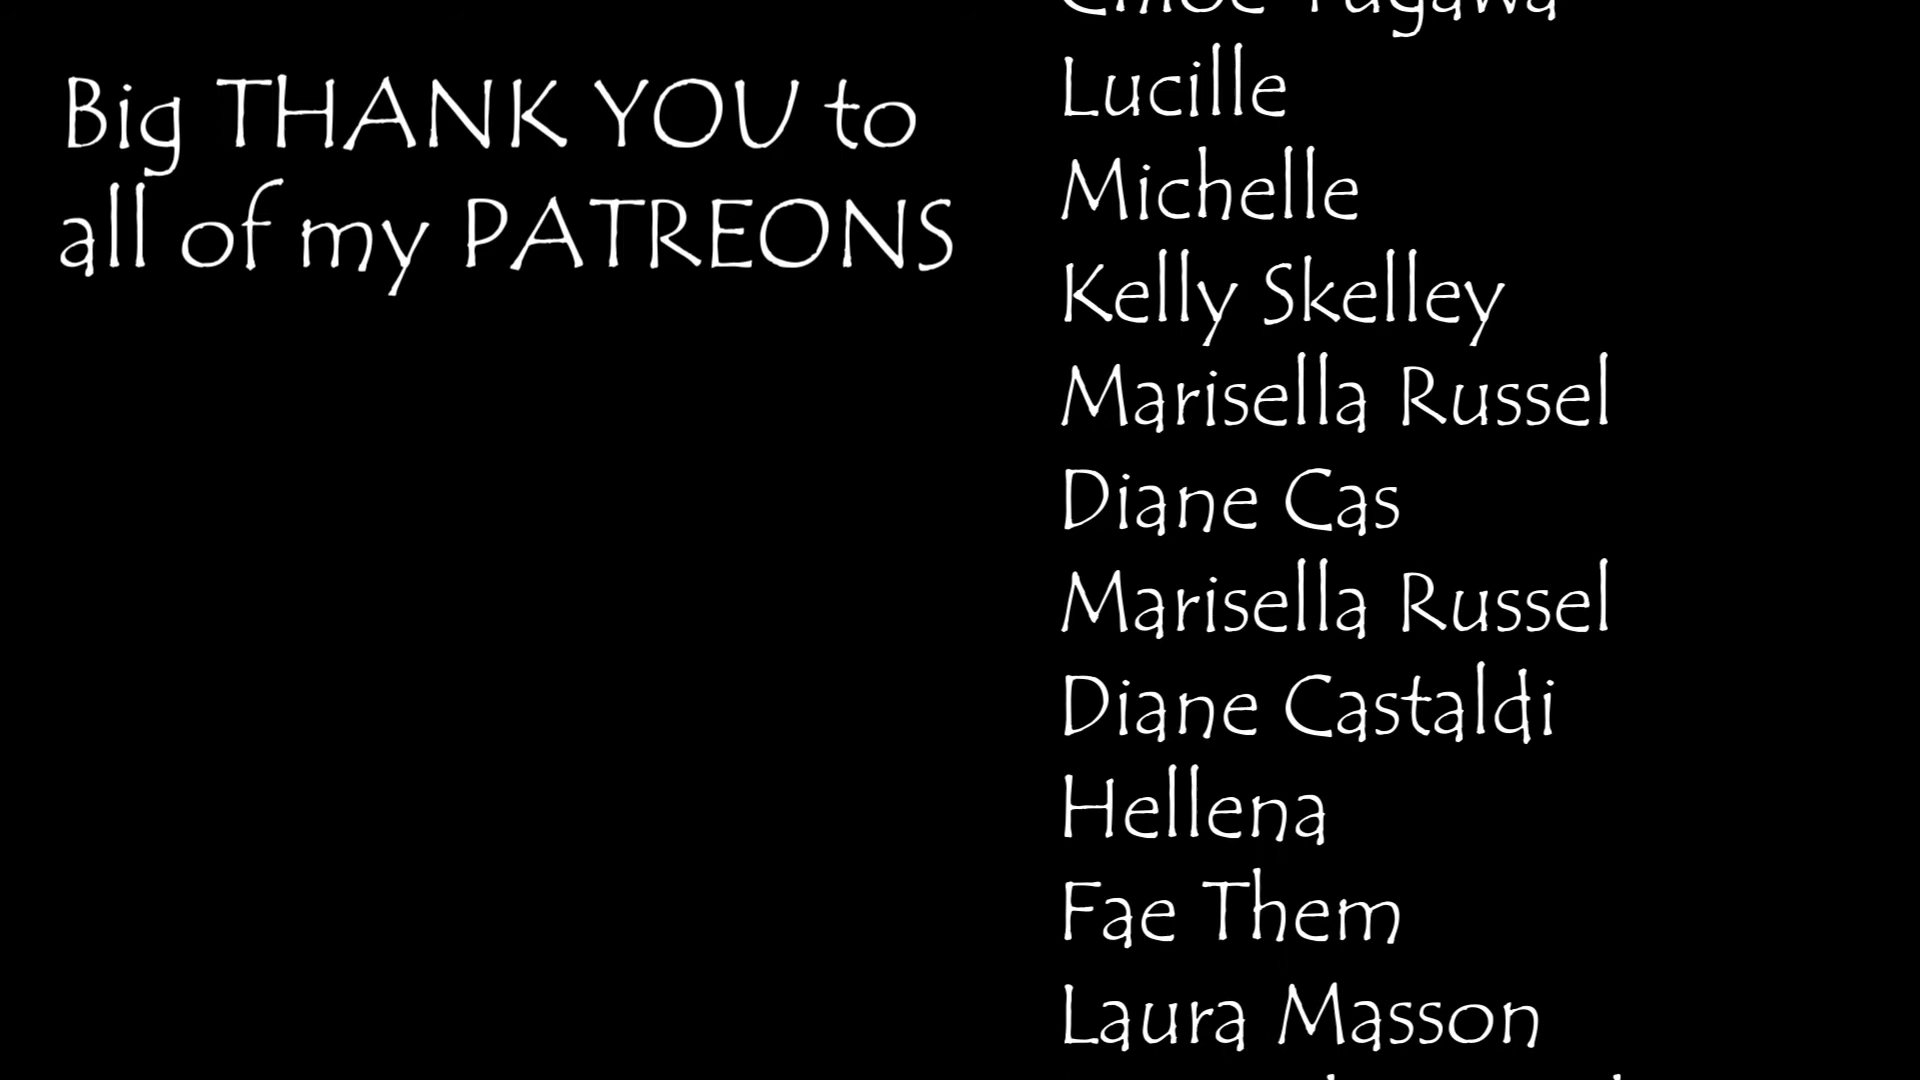 Big THANK YOU to
all of my PATREONS
Lucille
Michelle
Kelly Skelley
Marisella Russel
Diane Cas
Marisella Russel
Diane Castaldi
Hellena
Fae Them
Laura Masson